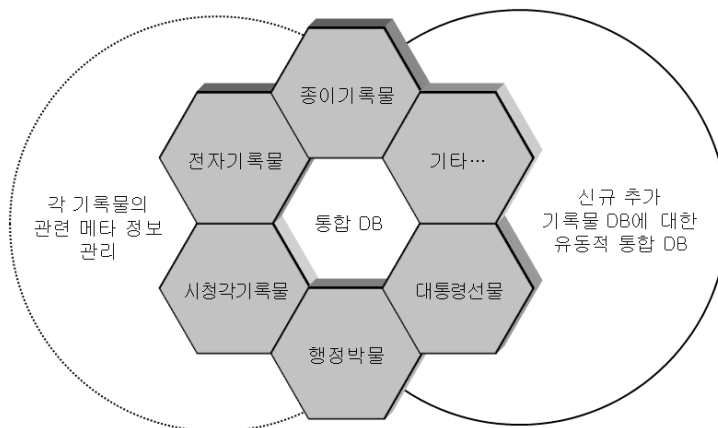 종이기록물
전자기록물
기타…
각 기록물의
관련 메타 정보
관리
통합 DB
신규 추가
기록물 DB에 대한
유동적 통합 DB
시청각기록물
대통령선물
행정박물